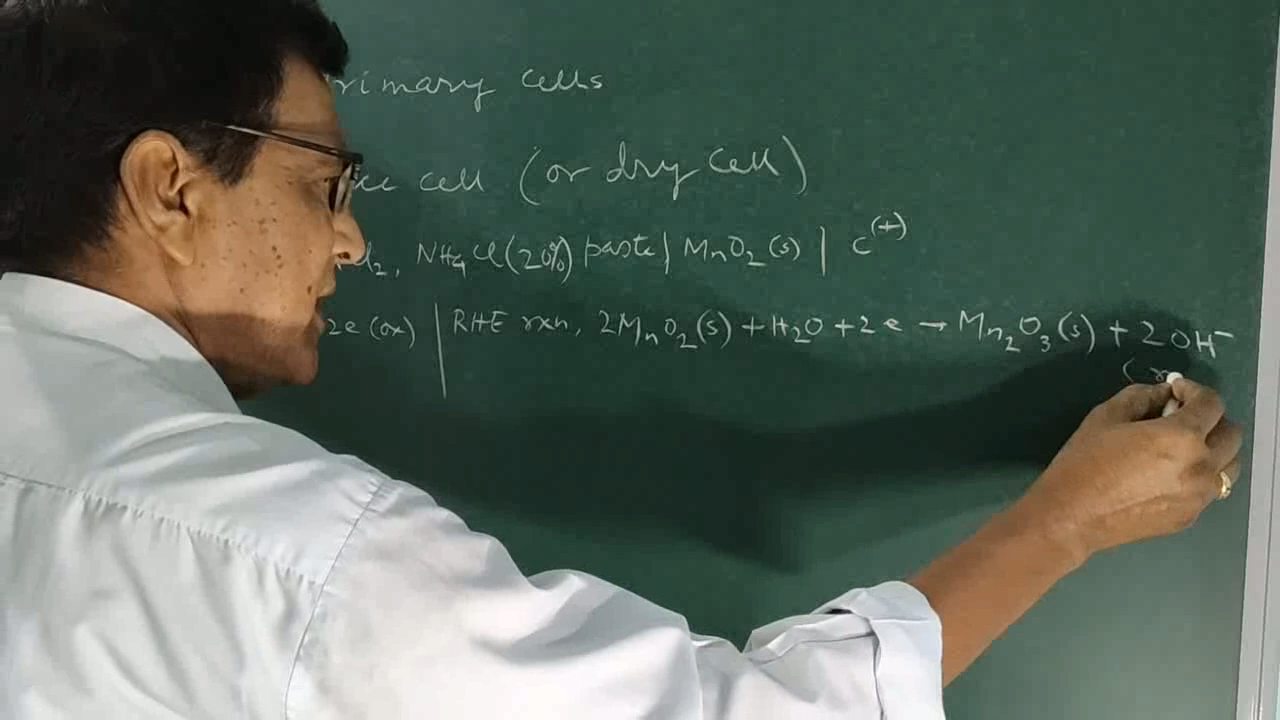 rimary cells
cell (or dry cell)
l₂, NH₄Cl(20%) paste | MnO₂(s) | C⁽⁺⁾
2e (ox) | RHE rxn, 2MnO₂(s) + H₂O + 2e → Mn₂O₃(s) + 2OH⁻
(r